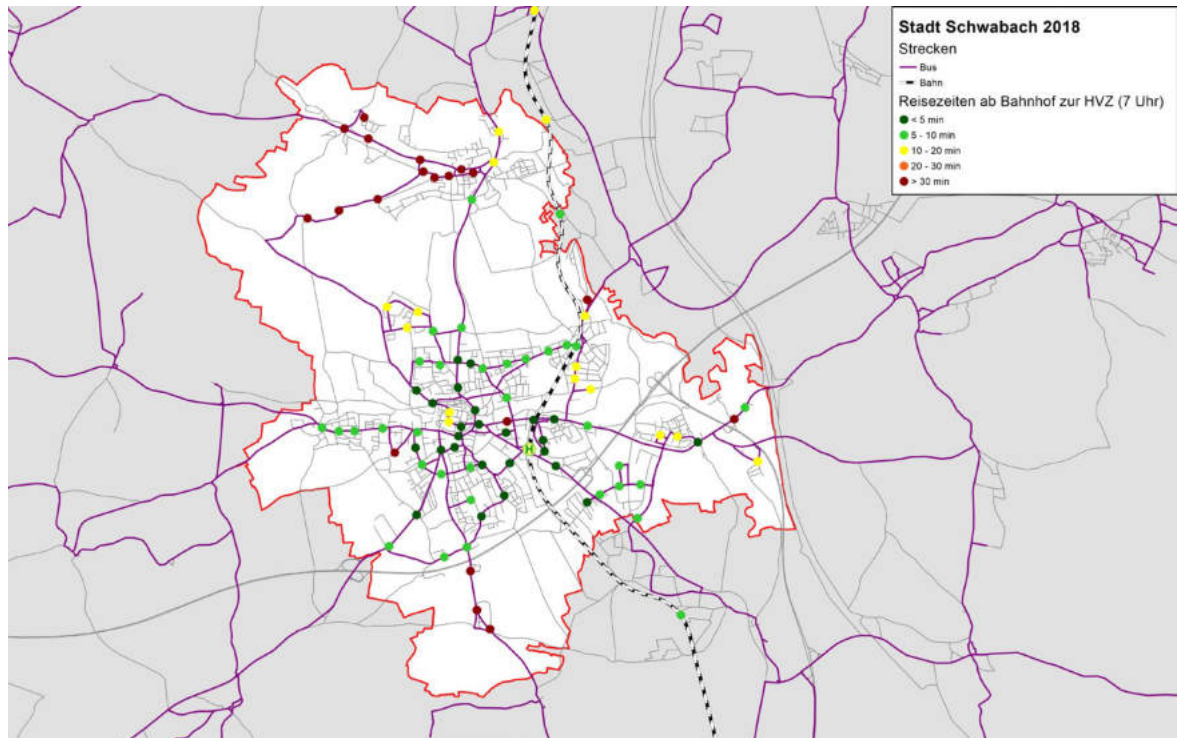 Stadt Schwabach 2018
Strecken
Bus
Bahn
Reisezeiten ab Bahnhof zur HVZ (7 Uhr)
< 5 min
5 - 10 min
10 - 20 min
20 - 30 min
> 30 min
H